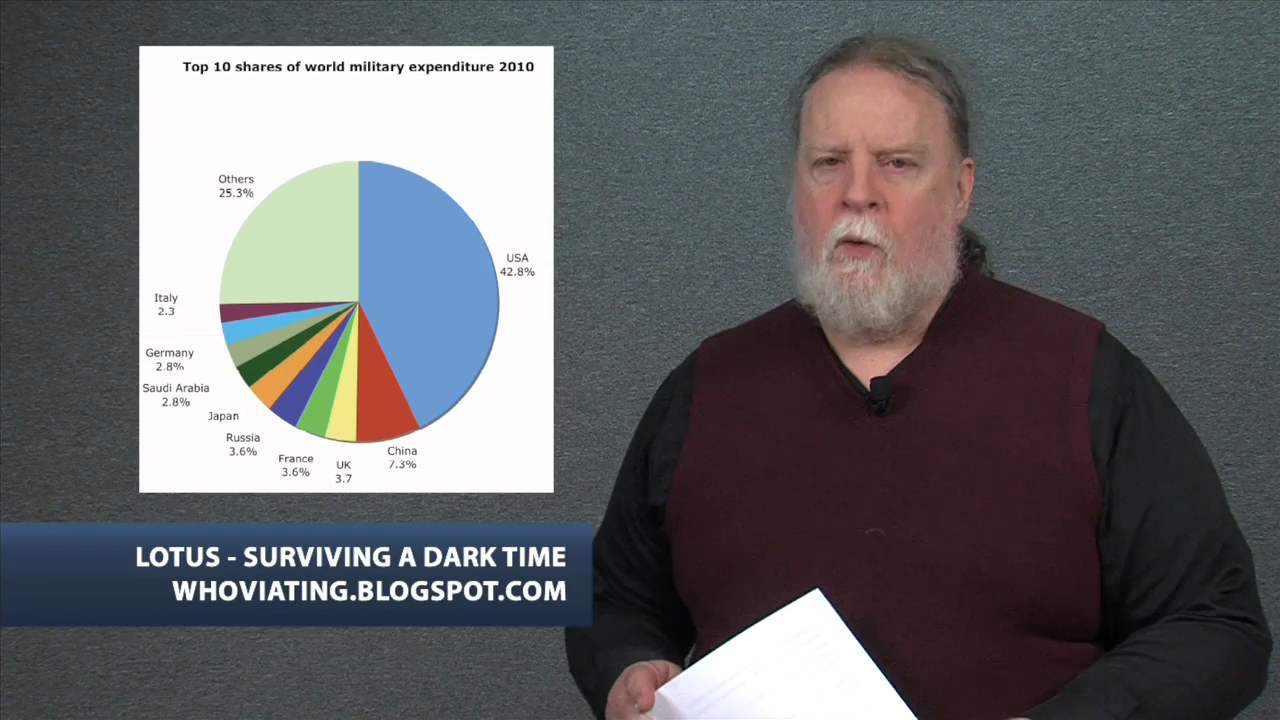 Top 10 shares of world military expenditure 2010
Others
25.3%
USA
42.8%
Italy
2.3
Germany
2.8%
Saudi Arabia
2.8%
Japan
Russia
3.6%
France
3.6%
UK
3.7
China
7.3%
LOTUS - SURVIVING A DARK TIME
WHOVIATING.BLOGSPOT.COM